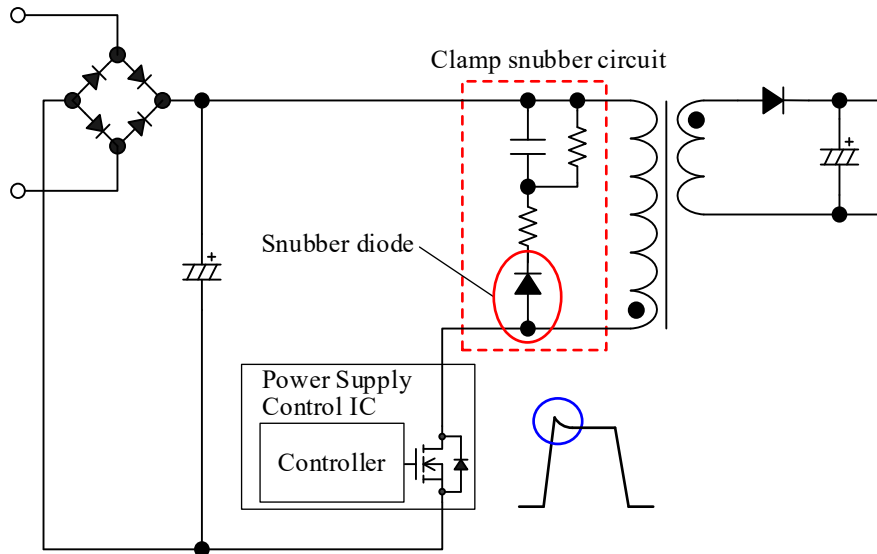 Clamp snubber circuit
Snubber diode
Power Supply
Control IC
Controller
+
+